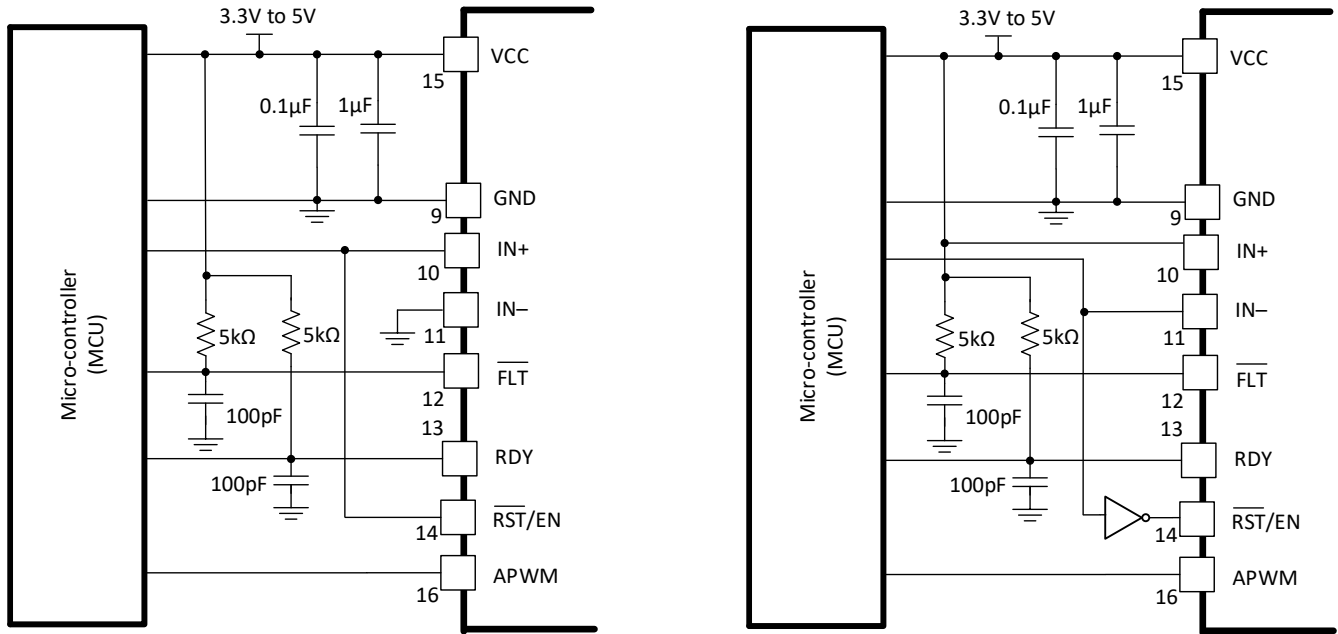 3.3V to 5V
VCC
15
0.1µF
1µF
GND
9
IN+
10
IN–
11
5kΩ
5kΩ
Micro-controller
(MCU)
FLT
12
100pF
13
RDY
100pF
RST/EN
14
APWM
16
3.3V to 5V
VCC
15
0.1µF
1µF
GND
9
IN+
10
IN–
11
5kΩ
5kΩ
Micro-controller
(MCU)
FLT
12
100pF
13
RDY
100pF
RST/EN
14
APWM
16